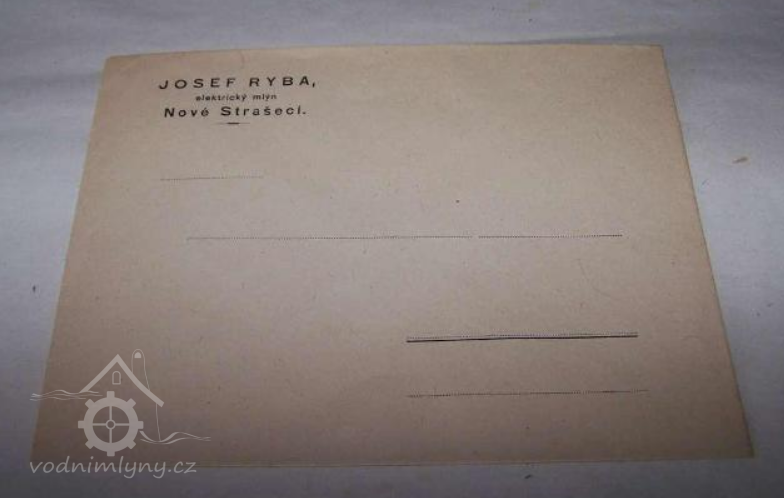 JOSEF RYBA,
elektrický mlýn
Nové Strašecí.
vodnimlyny.cz